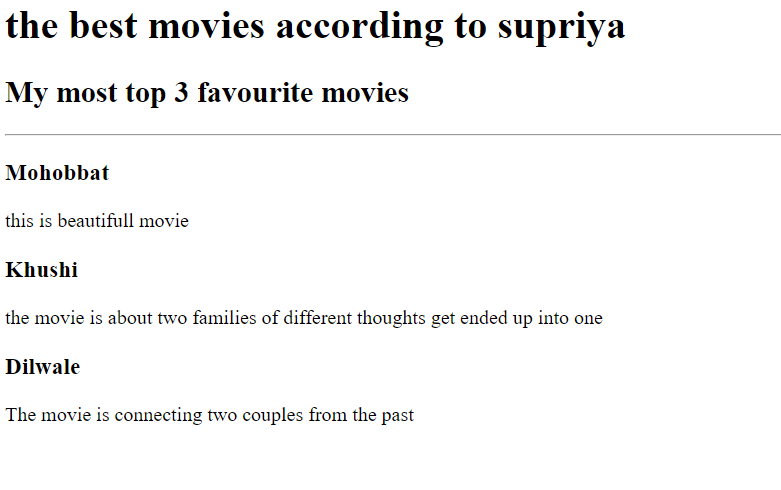 the best movies according to supriya
My most top 3 favourite movies
Mohobbat
this is beautifull movie
Khushi
the movie is about two families of different thoughts get ended up into one
Dilwale
The movie is connecting two couples from the past